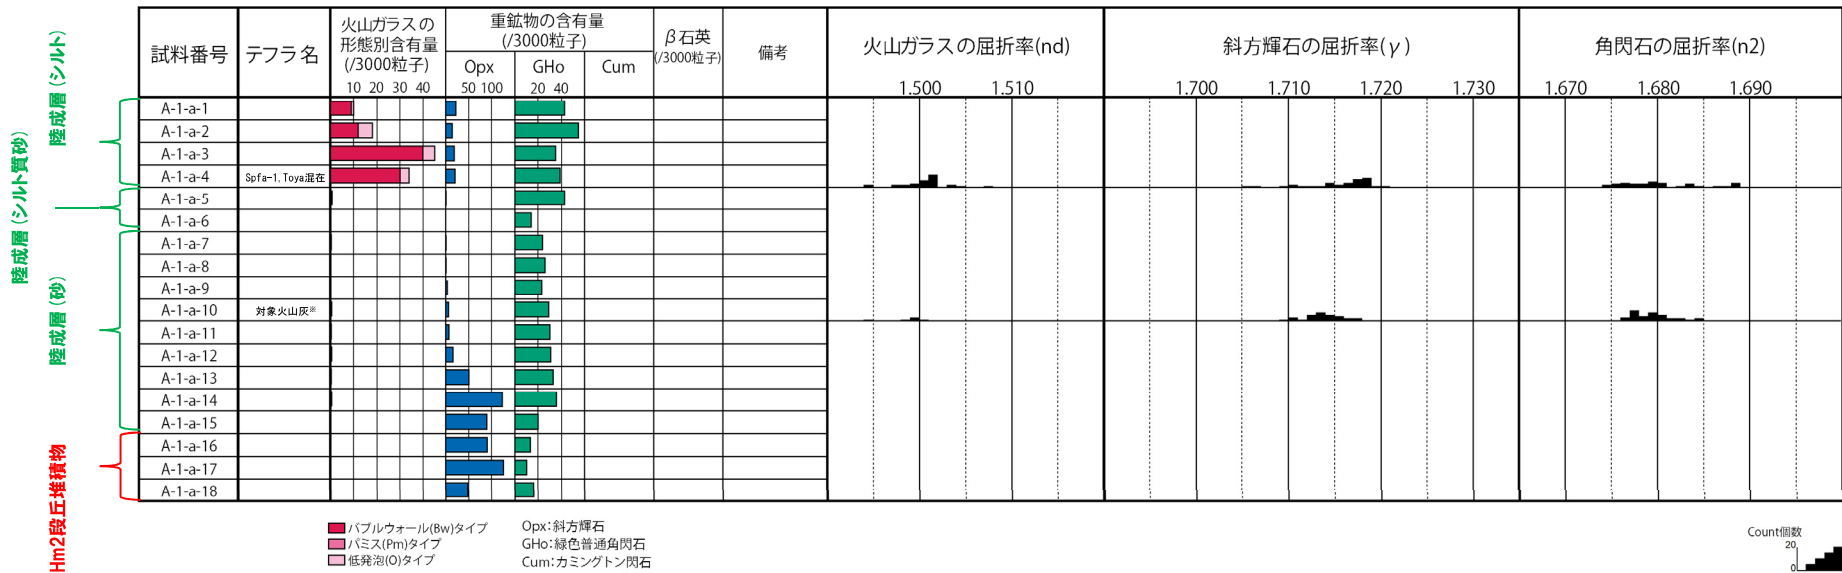 試料番号
テフラ名
火山ガラスの
形態別含有量
(/3000粒子)
10 20 30 40
重鉱物の含有量
(/3000粒子)
Opx
50 100
GHo
20 40
Cum
β石英
(/3000粒子)
備考
火山ガラスの屈折率(nd)
1.500 1.510
斜方輝石の屈折率(γ)
1.700 1.710 1.720 1.730
角閃石の屈折率(n2)
1.670 1.680 1.690
陸成層(シルト)
陸成層(シルト質砂)
陸成層(砂)
Hm2段丘堆積物
A-1-a-1
A-1-a-2
A-1-a-3
A-1-a-4 Spfa-1, Toya混在
A-1-a-5
A-1-a-6
A-1-a-7
A-1-a-8
A-1-a-9
A-1-a-10 対象火山灰※
A-1-a-11
A-1-a-12
A-1-a-13
A-1-a-14
A-1-a-15
A-1-a-16
A-1-a-17
A-1-a-18
バブルウォール(Bw)タイプ
パミス(Pm)タイプ
低発泡(O)タイプ
Opx:斜方輝石
GHo:緑色普通角閃石
Cum:カミングトン閃石
Count個数
20
0